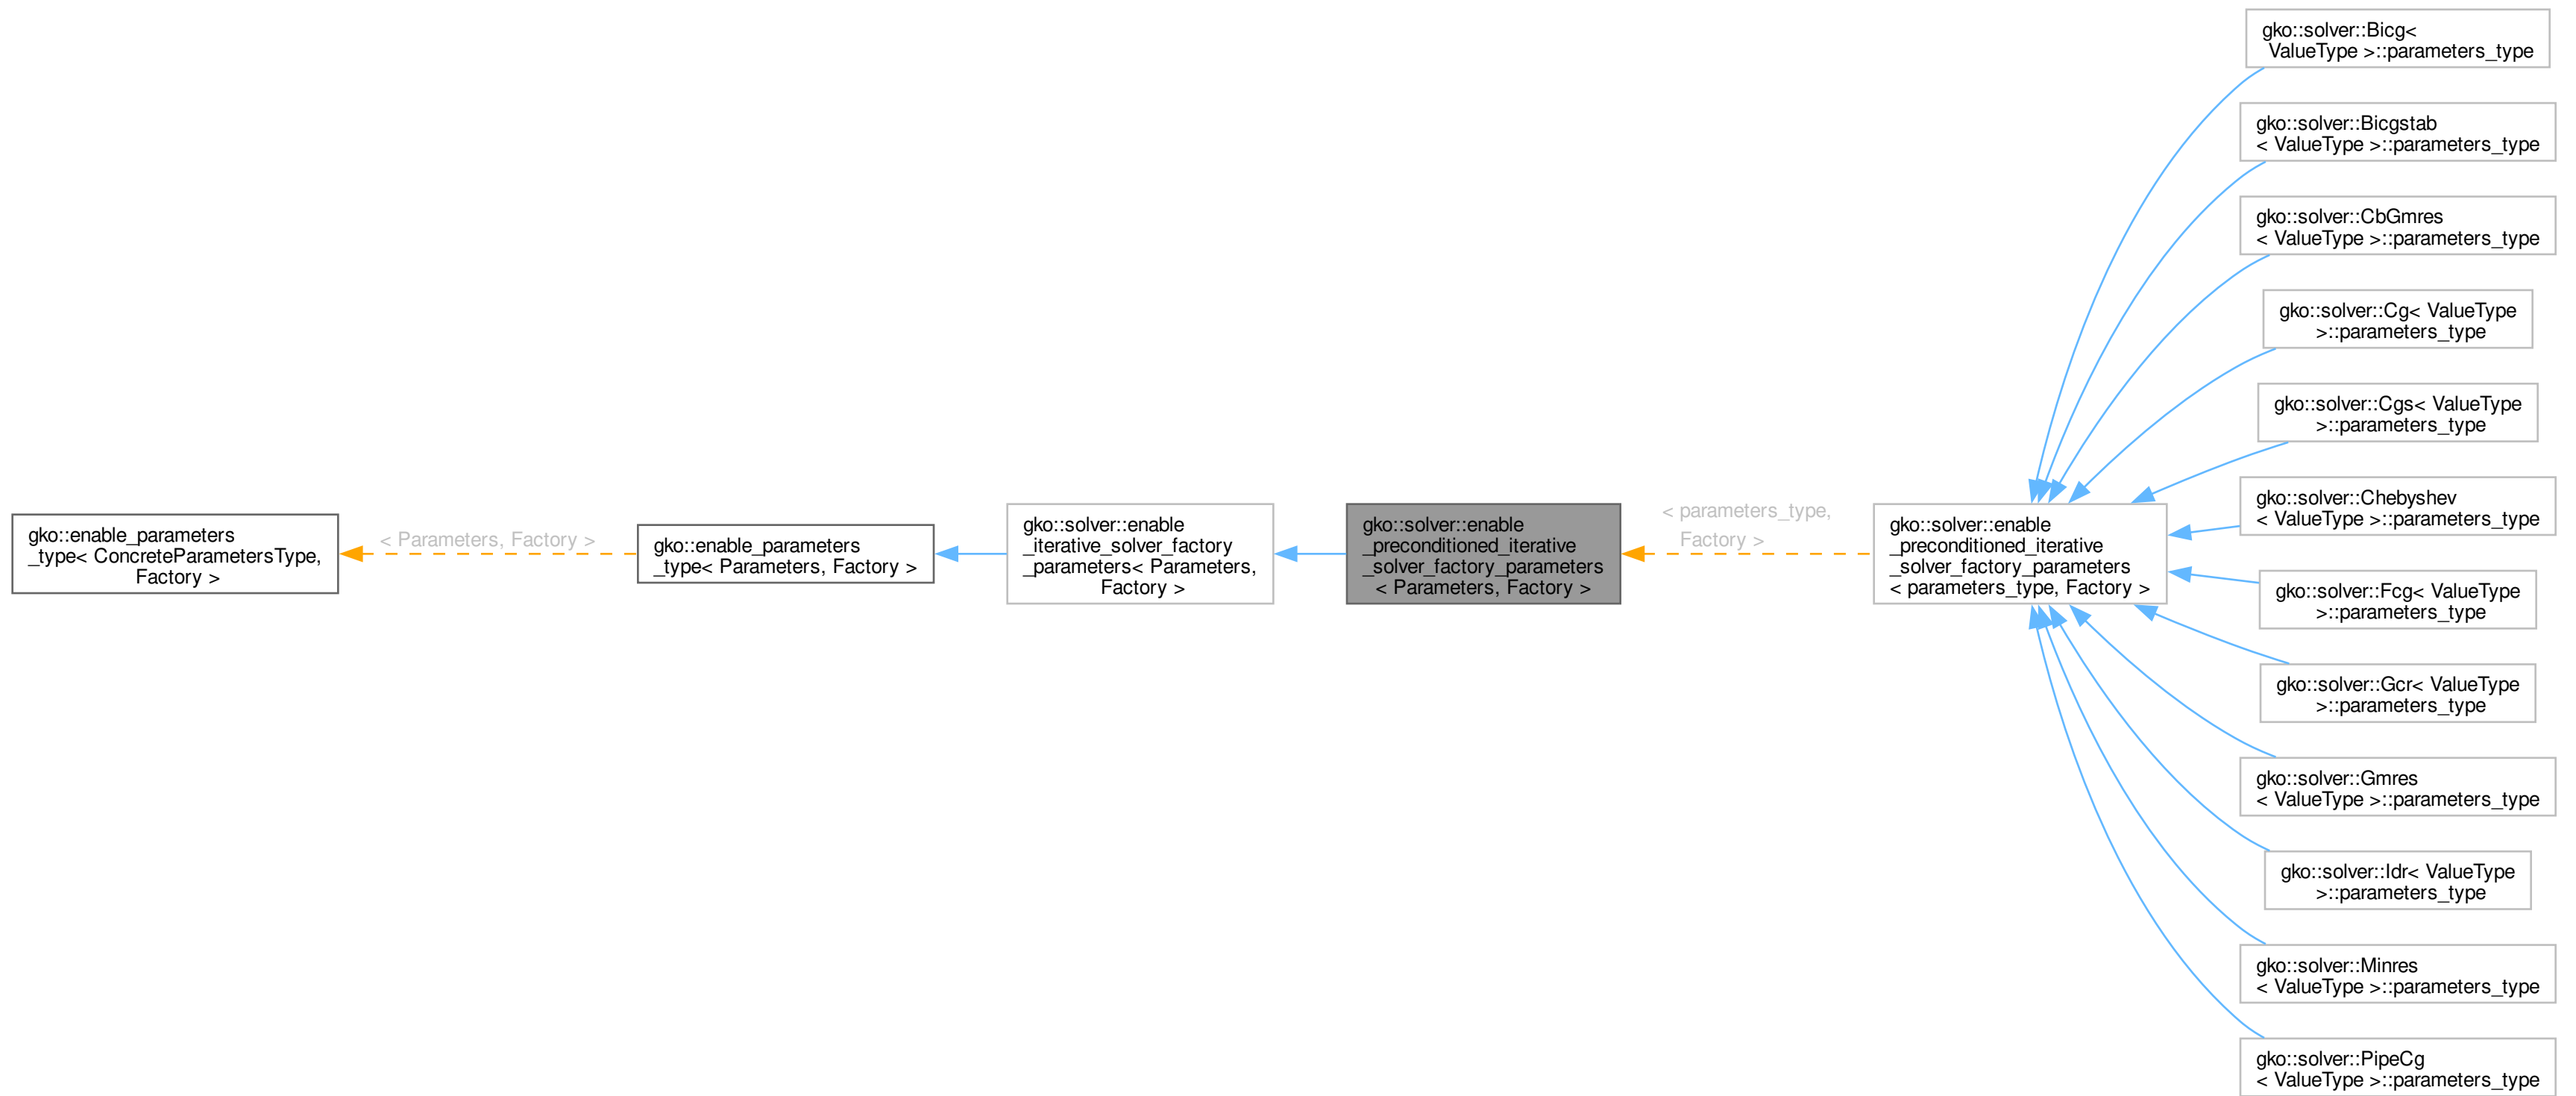 gko::solver::Bicg<
ValueType >::parameters_type
gko::solver::Bicgstab
< ValueType >::parameters_type
gko::solver::CbGmres
< ValueType >::parameters_type
gko::solver::Cg< ValueType
>::parameters_type
gko::solver::Cgs< ValueType
>::parameters_type
gko::enable_parameters
_type< ConcreteParametersType,
Factory >
< Parameters, Factory >
gko::enable_parameters
_type< Parameters, Factory >
gko::solver::enable
_iterative_solver_factory
_parameters< Parameters,
Factory >
gko::solver::enable
_preconditioned_iterative
_solver_factory_parameters
< Parameters, Factory >
< parameters_type,
Factory >
gko::solver::enable
_preconditioned_iterative
_solver_factory_parameters
< parameters_type, Factory >
gko::solver::Chebyshev
< ValueType >::parameters_type
gko::solver::Fcg< ValueType
>::parameters_type
gko::solver::Gcr< ValueType
>::parameters_type
gko::solver::Gmres
< ValueType >::parameters_type
gko::solver::Idr< ValueType
>::parameters_type
gko::solver::Minres
< ValueType >::parameters_type
gko::solver::PipeCg
< ValueType >::parameters_type